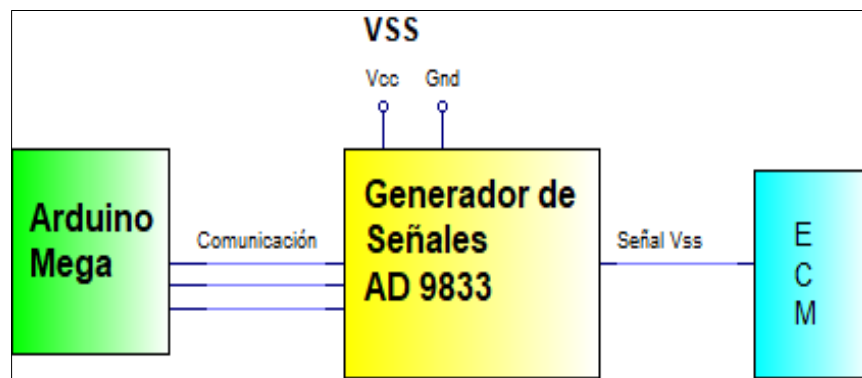 VSS
Vcc
Gnd
Arduino
Mega
Comunicación
Generador de
Señales
AD 9833
Señal Vss
E
C
M